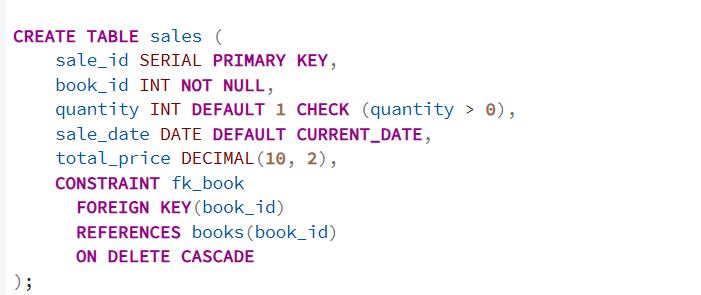 CREATE TABLE sales (
    sale_id SERIAL PRIMARY KEY,
    book_id INT NOT NULL,
    quantity INT DEFAULT 1 CHECK (quantity > 0),
    sale_date DATE DEFAULT CURRENT_DATE,
    total_price DECIMAL(10, 2),
    CONSTRAINT fk_book
      FOREIGN KEY(book_id)
      REFERENCES books(book_id)
      ON DELETE CASCADE
);